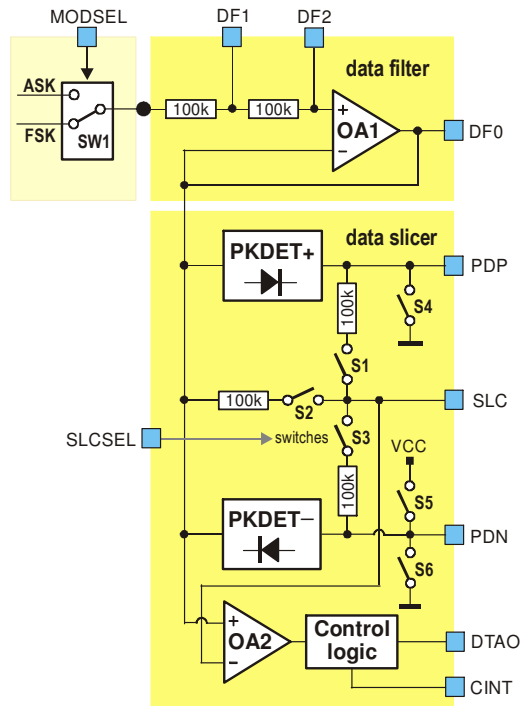 MODSEL
DF1
DF2
ASK
FSK
SW1
data filter
100k
100k
+
OA1
−
DF0
data slicer
PKDET+
PDP
100k
S4
S1
100k
S2
SLC
SLCSEL
switches
S3
VCC
100k
S5
PKDET−
PDN
S6
+
OA2
−
Control
logic
DTAO
CINT